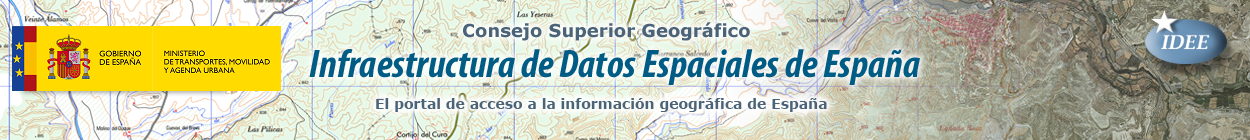 GOBIERNO
DE ESPAÑA
MINISTERIO
DE TRANSPORTES, MOVILIDAD
Y AGENDA URBANA
Consejo Superior Geográfico
Infraestructura de Datos Espaciales de España
El portal de acceso a la información geográfica de España
IDEE
Las Yeseras
Las Pilicas
Cortijo del Cura